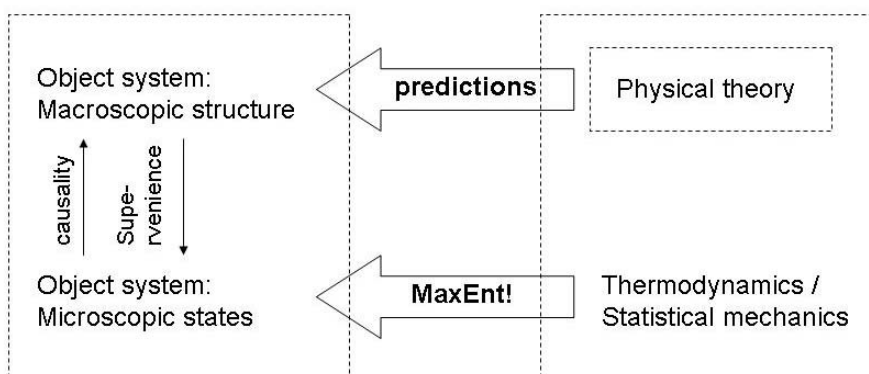 Object system:
Macroscopic structure
predictions
Physical theory
causality
Supe-
rvenience
Object system:
Microscopic states
MaxEnt!
Thermodynamics /
Statistical mechanics